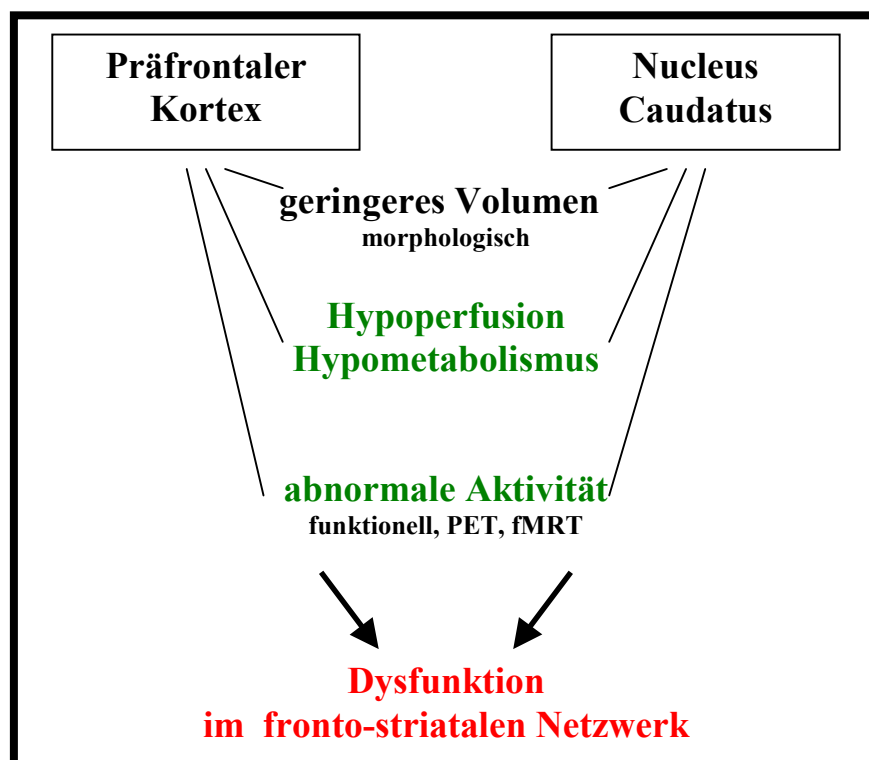 Präfrontaler
Kortex
Nucleus
Caudatus
geringeres Volumen
morphologisch
Hypoperfusion
Hypometabolismus
abnormale Aktivität
funktionell, PET, fMRT
Dysfunktion
im fronto-striatalen Netzwerk